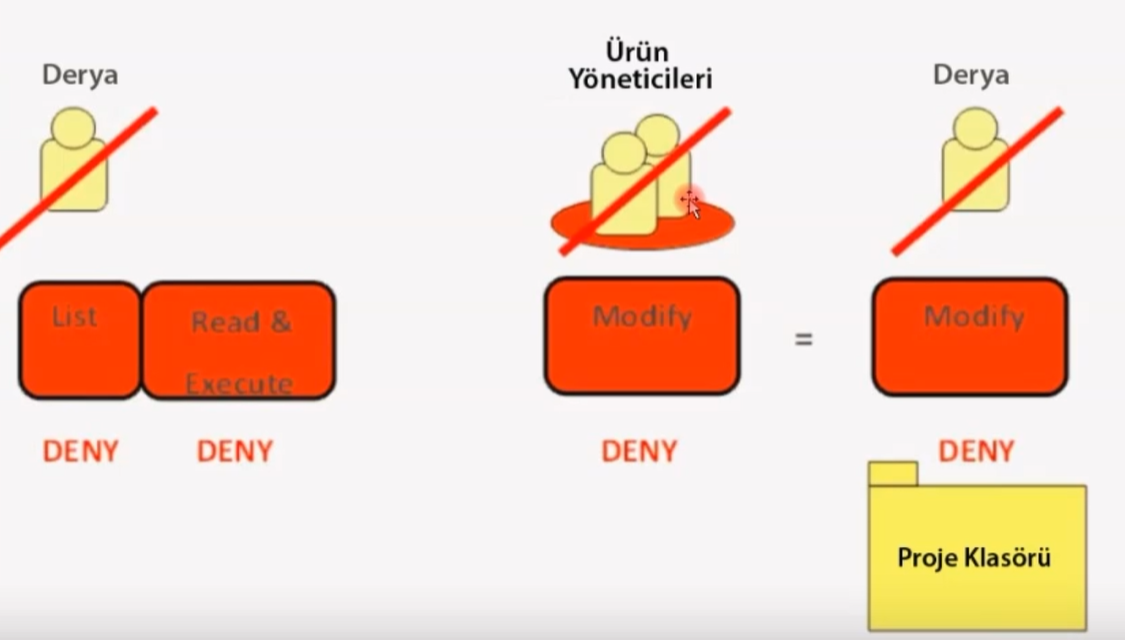 Derya
List
Read &
Execute
DENY
DENY
Ürün
Yöneticileri
Modify
DENY
=
Derya
Modify
DENY
Proje Klasörü